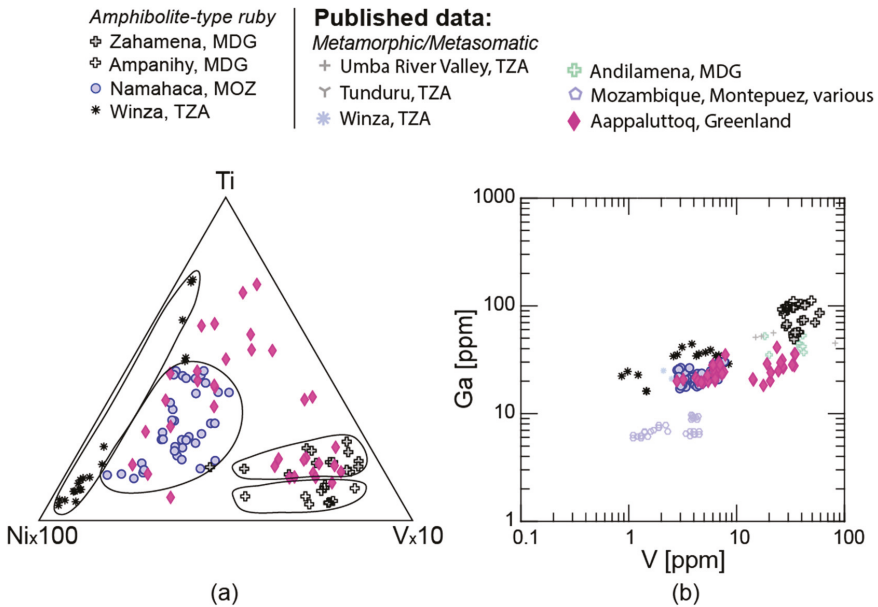 Amphibolite-type ruby
Zahamena, MDG
Ampanihy, MDG
Namahaca, MOZ
Winza, TZA
Published data:
Metamorphic/Metasomatic
Umba River Valley, TZA
Tunduru, TZA
Winza, TZA
Andilamena, MDG
Mozambique, Montepuez, various
Aappaluttoq, Greenland
Ti
Nix100
Vx10
(a)
1000
100
10
1
Ga [ppm]
0.1
1
10
100
V [ppm]
(b)